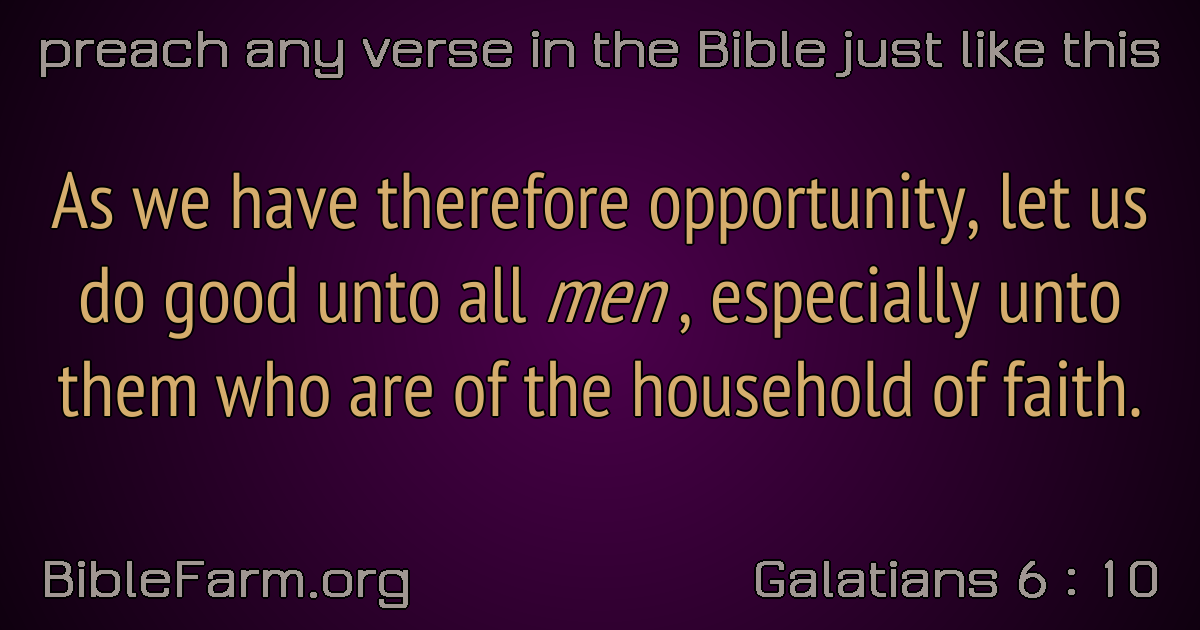 preach any verse in the Bible just like this
As we have therefore opportunity, let us
do good unto all men , especially unto
them who are of the household of faith.
BibleFarm.org
Galatians 6 : 10